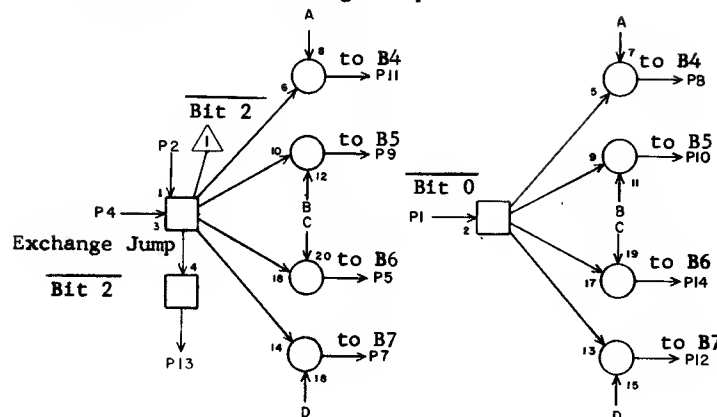 A
8
to B4
6
P11
Bit 2
1
P2
10
to B5
P9
12
1
P4
3
B
C
Exchange Jump
4
Bit 2
20
to B6
18
P5
P13
14
to B7
P7
18
D
A
7
to B4
5
P8
9
to B5
P10
11
Bit 0
P1
2
B
C
19
to B6
17
P14
13
to B7
P12
15
D